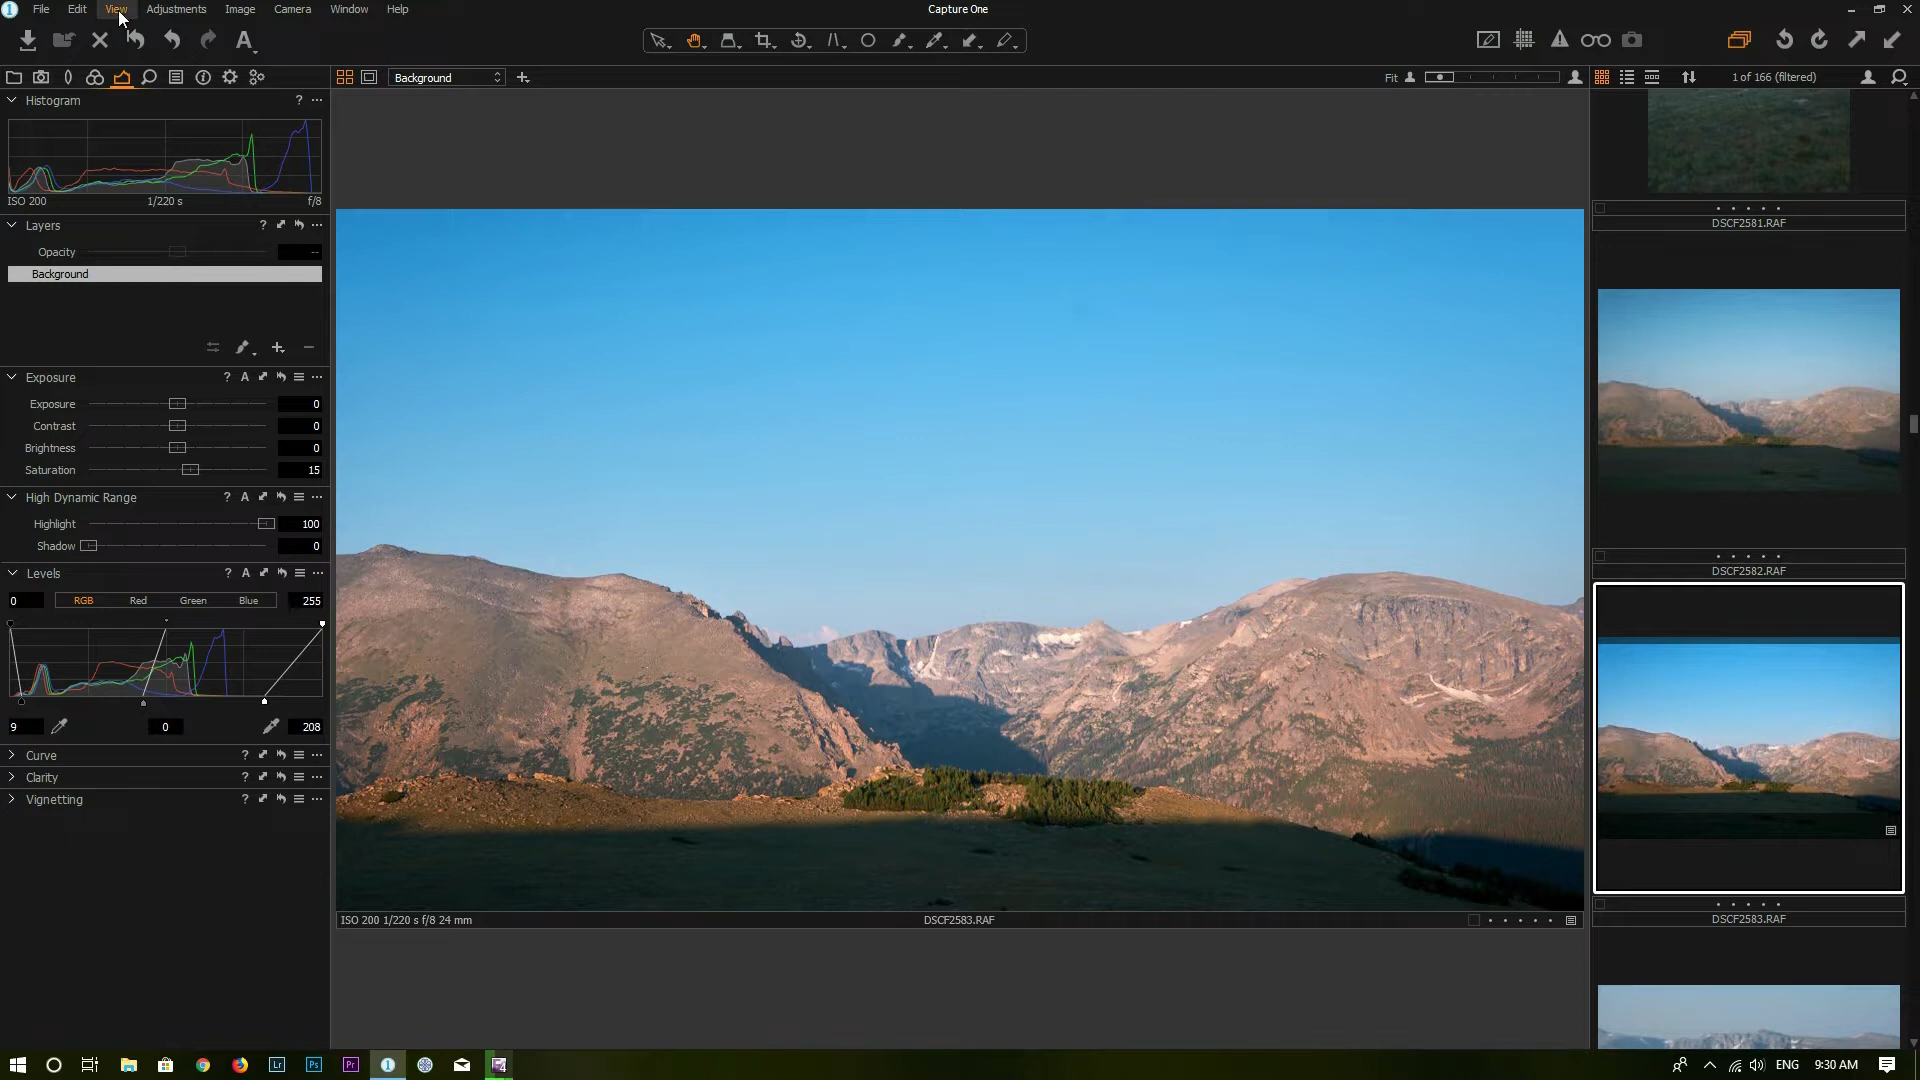 File Edit View Adjustments Image Camera Window Help
Capture One
Background
Fit
1 of 166 (filtered)
Histogram
ISO 200 1/220 s f/8
Layers
Opacity --
Background
Exposure
Exposure 0
Contrast 0
Brightness 0
Saturation 15
High Dynamic Range
Highlight 100
Shadow 0
Levels
0 RGB Red Green Blue 255
9 0 208
Curve
Clarity
Vignetting
ISO 200 1/220 s f/8 24 mm
DSCF2583.RAF
DSCF2581.RAF
DSCF2582.RAF
DSCF2583.RAF
Lr Ps Pr
ENG 9:30 AM